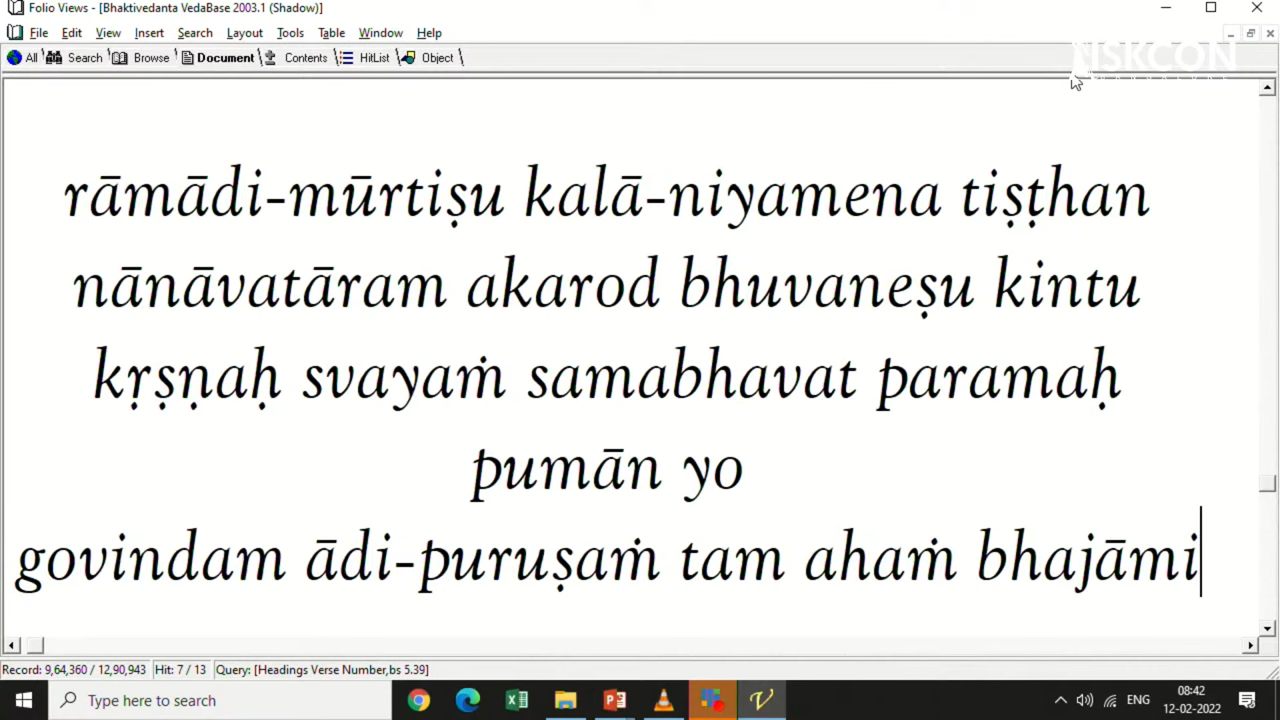 Folio Views - [Bhaktivedanta VedaBase 2003.1 (Shadow)]
File Edit View Insert Search Layout Tools Table Window Help
All Search Browse Document Contents HitList Object
ISKCON
rāmādi-mūrtiṣu kalā-niyamena tiṣṭhan
nānāvatāram akarod bhuvaneṣu kintu
kṛṣṇaḥ svayaṁ samabhavat paramaḥ
pumān yo
govindam ādi-puruṣaṁ tam ahaṁ bhajāmi
Record: 9,64,360 / 12,90,943 Hit: 7 / 13 Query: [Headings Verse Number,bs 5.39]
Type here to search
ENG
08:42
12-02-2022